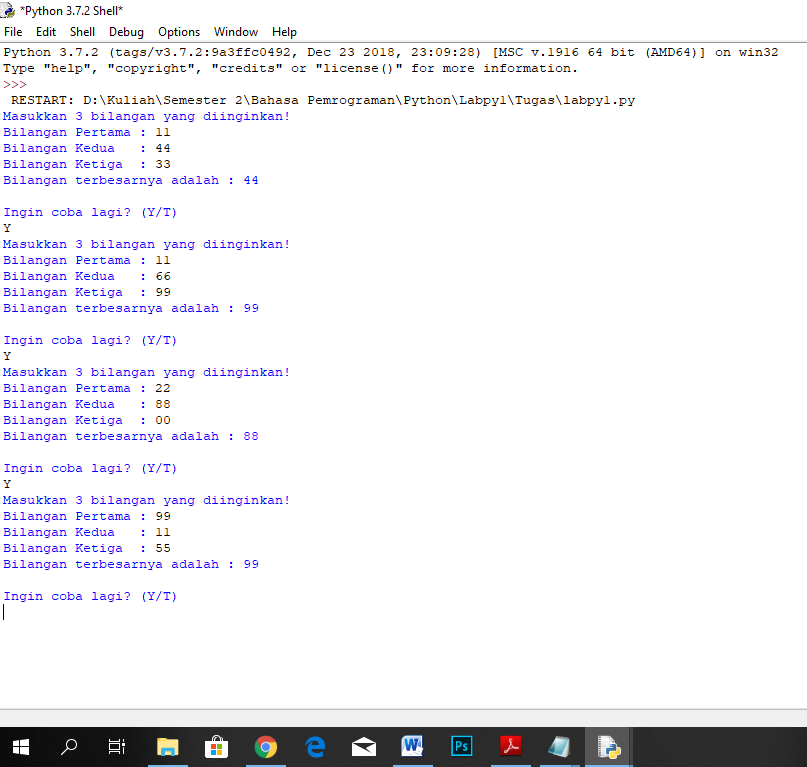 *Python 3.7.2 Shell*
File Edit Shell Debug Options Window Help
Python 3.7.2 (tags/v3.7.2:9a3ffc0492, Dec 23 2018, 23:09:28) [MSC v.1916 64 bit (AMD64)] on win32
Type "help", "copyright", "credits" or "license()" for more information.
>>>
 RESTART: D:\Kuliah\Semester 2\Bahasa Pemrograman\Python\Labpy1\Tugas\labpy1.py
Masukkan 3 bilangan yang diinginkan!
Bilangan Pertama : 11
Bilangan Kedua   : 44
Bilangan Ketiga  : 33
Bilangan terbesarnya adalah : 44

Ingin coba lagi? (Y/T)
Y
Masukkan 3 bilangan yang diinginkan!
Bilangan Pertama : 11
Bilangan Kedua   : 66
Bilangan Ketiga  : 99
Bilangan terbesarnya adalah : 99

Ingin coba lagi? (Y/T)
Y
Masukkan 3 bilangan yang diinginkan!
Bilangan Pertama : 22
Bilangan Kedua   : 88
Bilangan Ketiga  : 00
Bilangan terbesarnya adalah : 88

Ingin coba lagi? (Y/T)
Y
Masukkan 3 bilangan yang diinginkan!
Bilangan Pertama : 99
Bilangan Kedua   : 11
Bilangan Ketiga  : 55
Bilangan terbesarnya adalah : 99

Ingin coba lagi? (Y/T)
W Ps